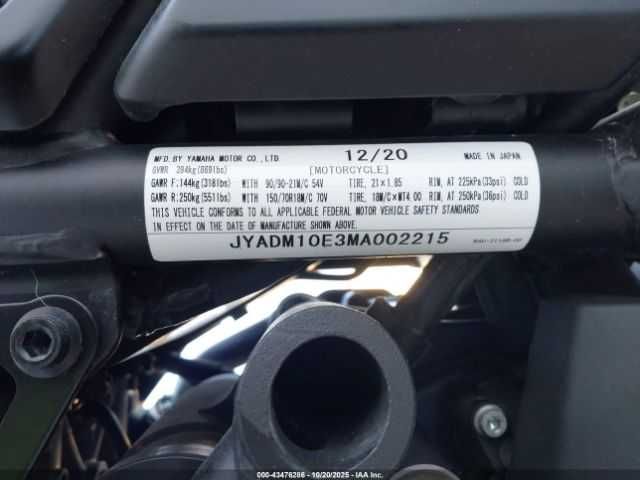 MFD. BY YAMAHA MOTOR CO., LTD. 12/20 MADE IN JAPAN
GVWR 394kg(869lbs) [MOTORCYCLE]
GAWR F:144kg(318lbs) WITH 90/90-21M/C 54V TIRE, 21×1.85 RIM, AT 225kPa(33psi) COLD
GAWR R:250kg(551lbs) WITH 150/70R18M/C 70V TIRE, 18M/C×MT4.00 RIM, AT 250kPa(36psi) COLD
THIS VEHICLE CONFORMS TO ALL APPLICABLE FEDERAL MOTOR VEHICLE SAFETY STANDARDS
IN EFFECT ON THE DATE OF MANUFACTURE SHOWN ABOVE.
JYADM10E3MA002215
000-43476286 - 10/20/2025 - IAA Inc.